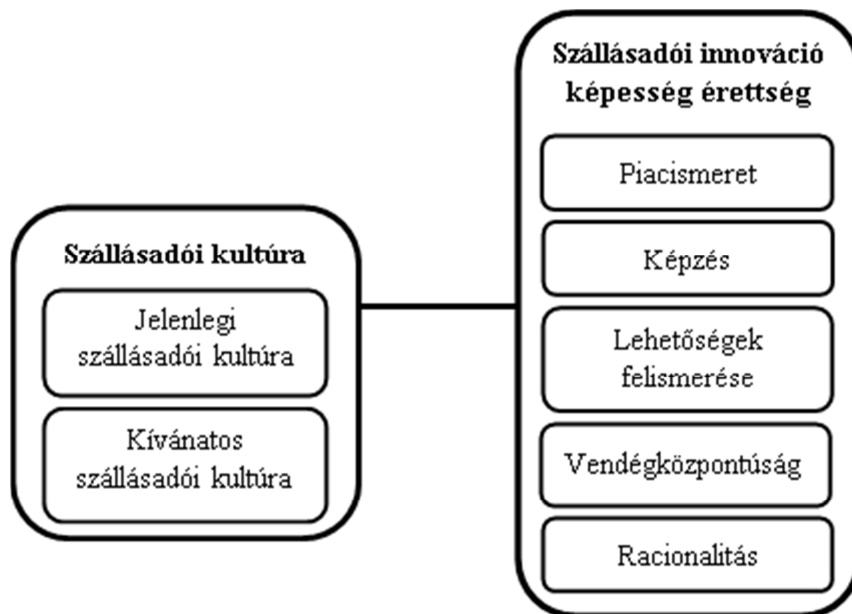 Szállásadói kultúra
Jelenlegi
szállásadói kultúra
Kívánatos
szállásadói kultúra
Szállásadói innováció
képesség érettség
Piacismeret
Képzés
Lehetőségek
felismerése
Vendégközpontúság
Racionalitás